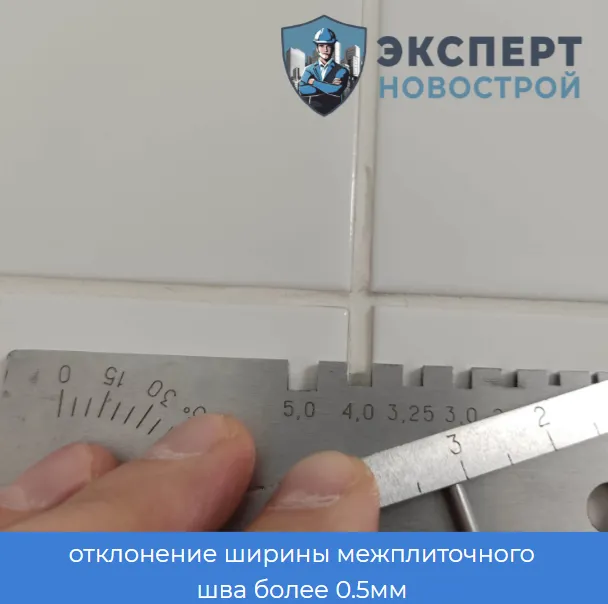 ЭКСПЕРТ
НОВОСТРОЙ
0 15 30
5,0 4,0 3,25 3,0
3 2
отклонение ширины межплиточного
шва более 0.5мм